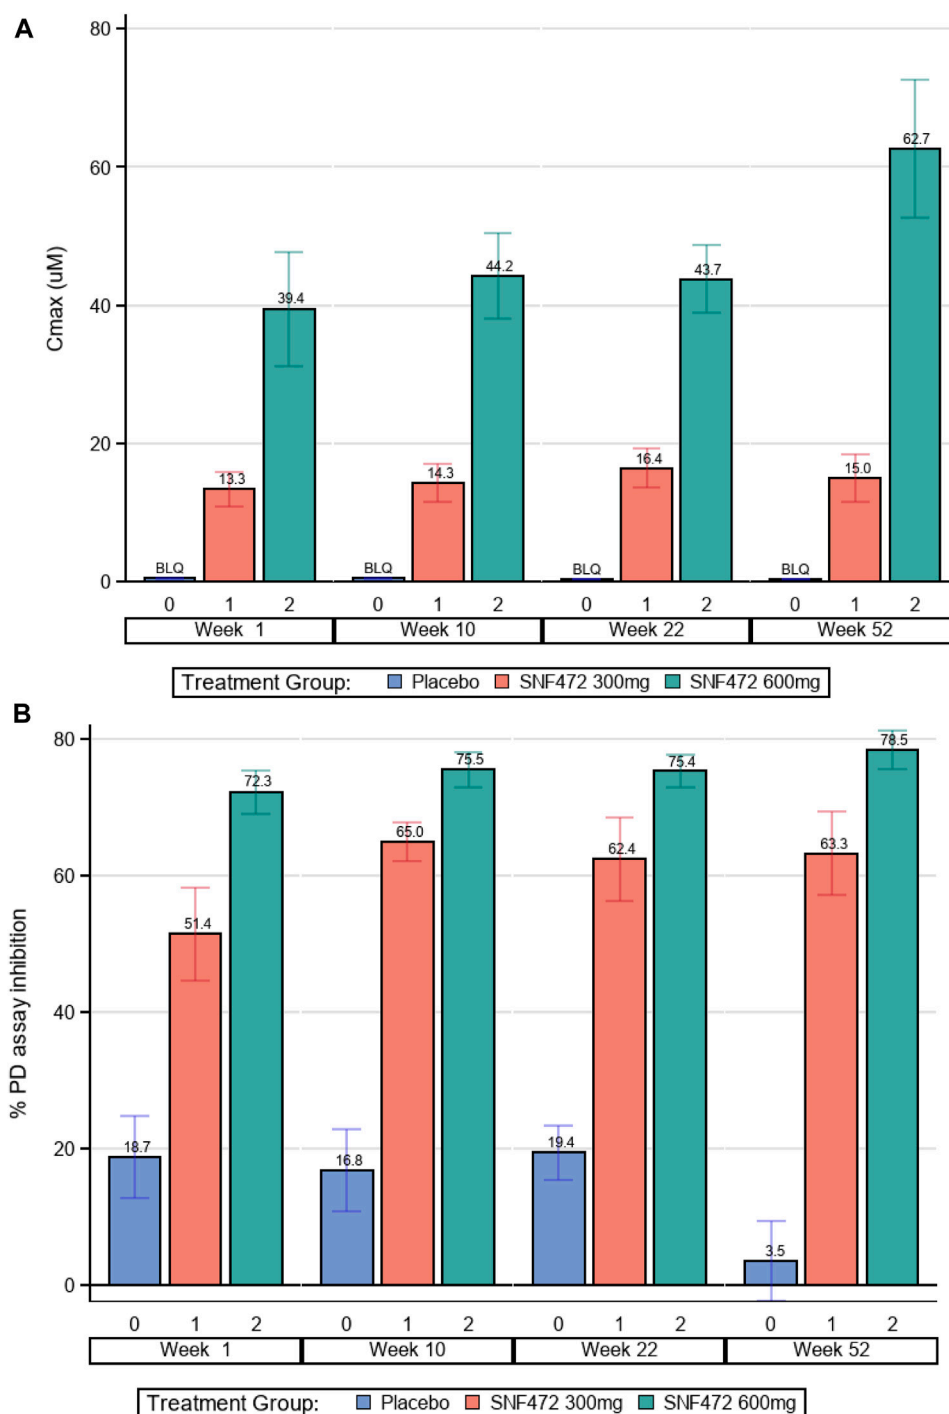 A
80
60
40
20
0
Cmax (uM)
39.4
44.2
43.7
62.7
13.3
14.3
16.4
15.0
BLQ
BLQ
BLQ
BLQ
0 1 2 0 1 2 0 1 2 0 1 2
Week 1 Week 10 Week 22 Week 52
Treatment Group: Placebo SNF472 300mg SNF472 600mg
B
80
60
40
20
0
% PD assay inhibition
18.7 51.4 72.3
16.8 65.0 75.5
19.4 62.4 75.4
3.5 63.3 78.5
0 1 2 0 1 2 0 1 2 0 1 2
Week 1 Week 10 Week 22 Week 52
Treatment Group: Placebo SNF472 300mg SNF472 600mg